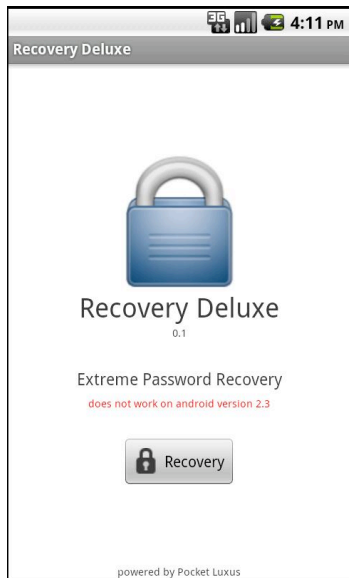 3G 4:11 PM
Recovery Deluxe
Recovery Deluxe
0.1
Extreme Password Recovery
does not work on android version 2.3
Recovery
powered by Pocket Luxus